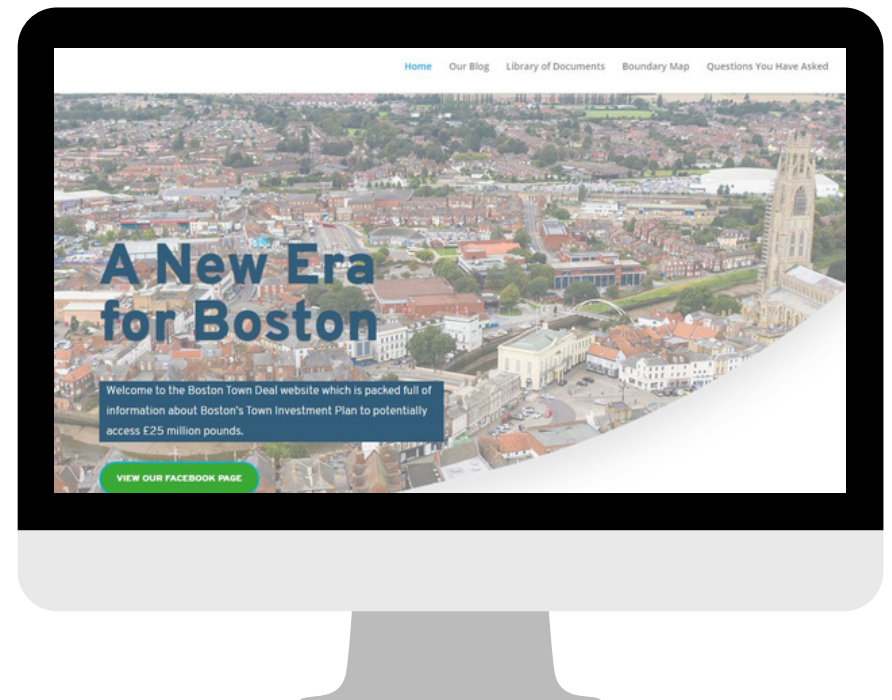 Home Our Blog Library of Documents Boundary Map Questions You Have Asked
A New Era
for Boston
Welcome to the Boston Town Deal website which is packed full of
information about Boston's Town Investment Plan to potentially
access £25 million pounds.
VIEW OUR FACEBOOK PAGE